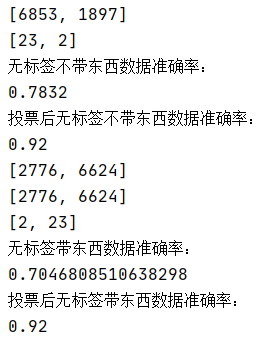 [6853, 1897]
[23, 2]
无标签不带东西数据准确率:
0.7832
投票后无标签不带东西数据准确率:
0.92
[2776, 6624]
[2776, 6624]
[2, 23]
无标签带东西数据准确率:
0.7046808510638298
投票后无标签带东西数据准确率:
0.92